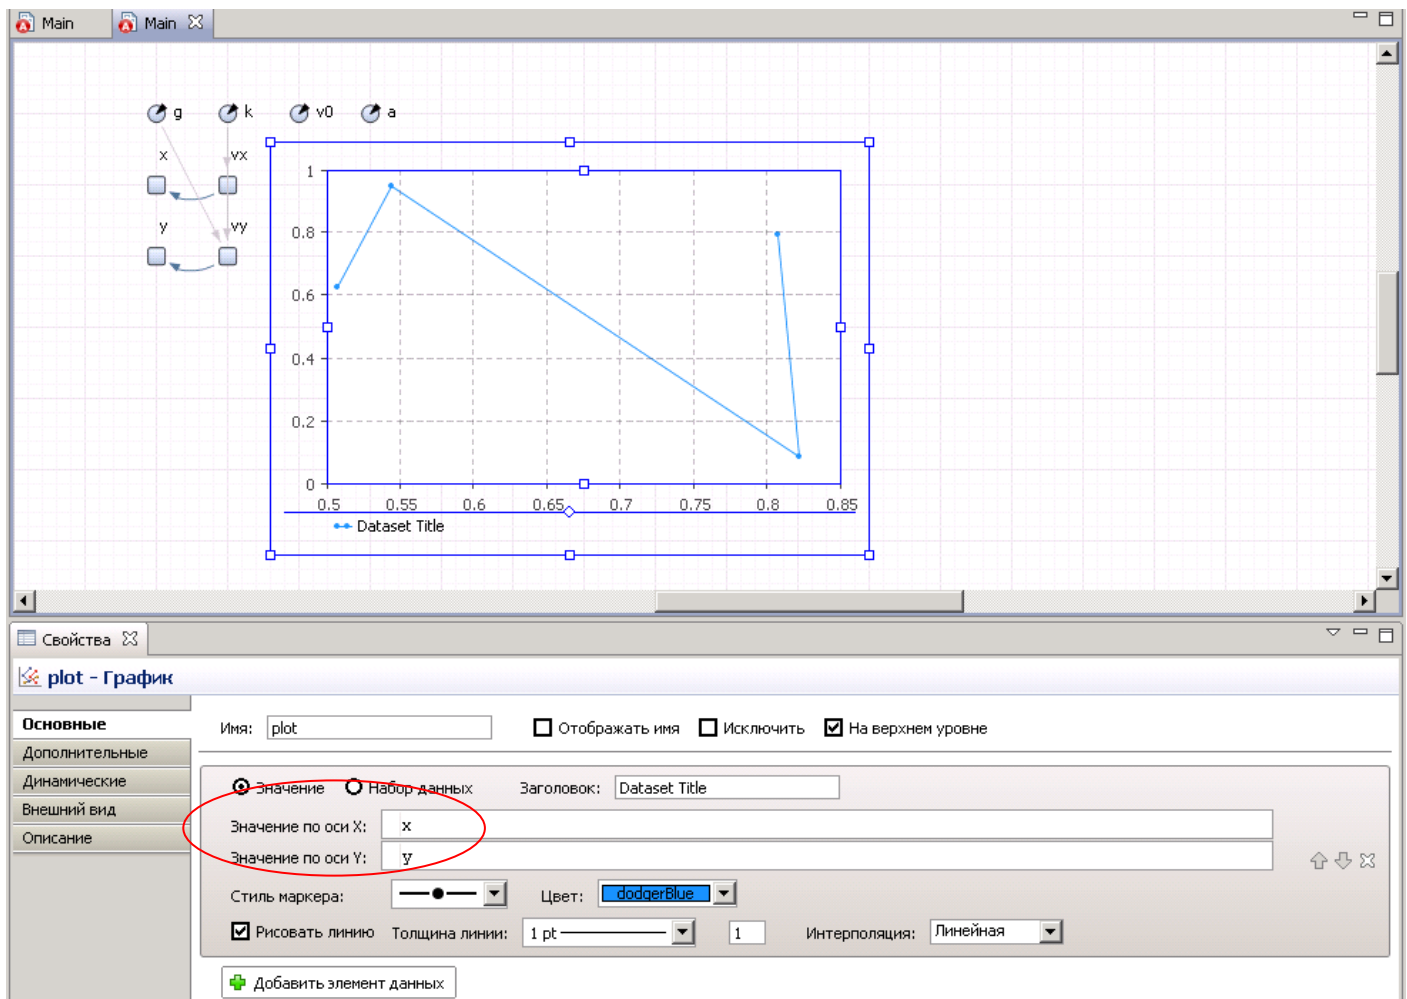 Main Main
g k v0 a
x vx
y vy
1
0.8
0.6
0.4
0.2
0
0.5 0.55 0.6 0.65 0.7 0.75 0.8 0.85
Dataset Title
Свойства
plot - График
Основные
Дополнительные
Динамические
Внешний вид
Описание
Имя: plot Отображать имя Исключить На верхнем уровне
Значение Набор данных Заголовок: Dataset Title
Значение по оси X: x
Значение по оси Y: y
Стиль маркера: Цвет: dodgerBlue
Рисовать линию Толщина линии: 1 pt 1 Интерполяция: Линейная
Добавить элемент данных